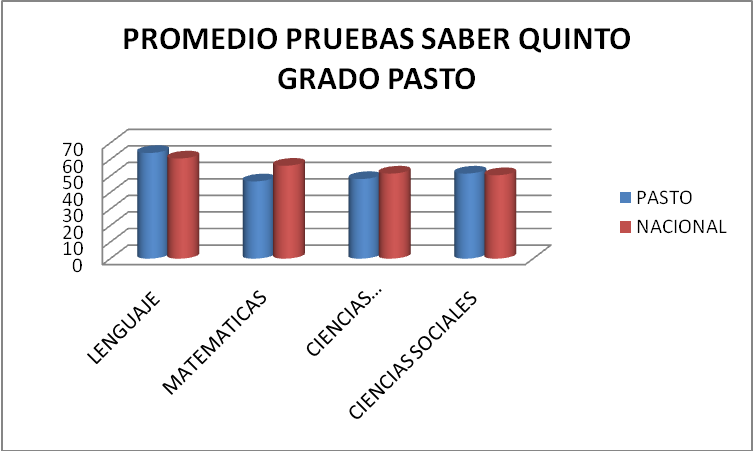 PROMEDIO PRUEBAS SABER QUINTO
GRADO PASTO
70
60
50
40
30
20
10
0
LENGUAJE
MATEMATICAS
CIENCIAS...
CIENCIAS SOCIALES
PASTO
NACIONAL